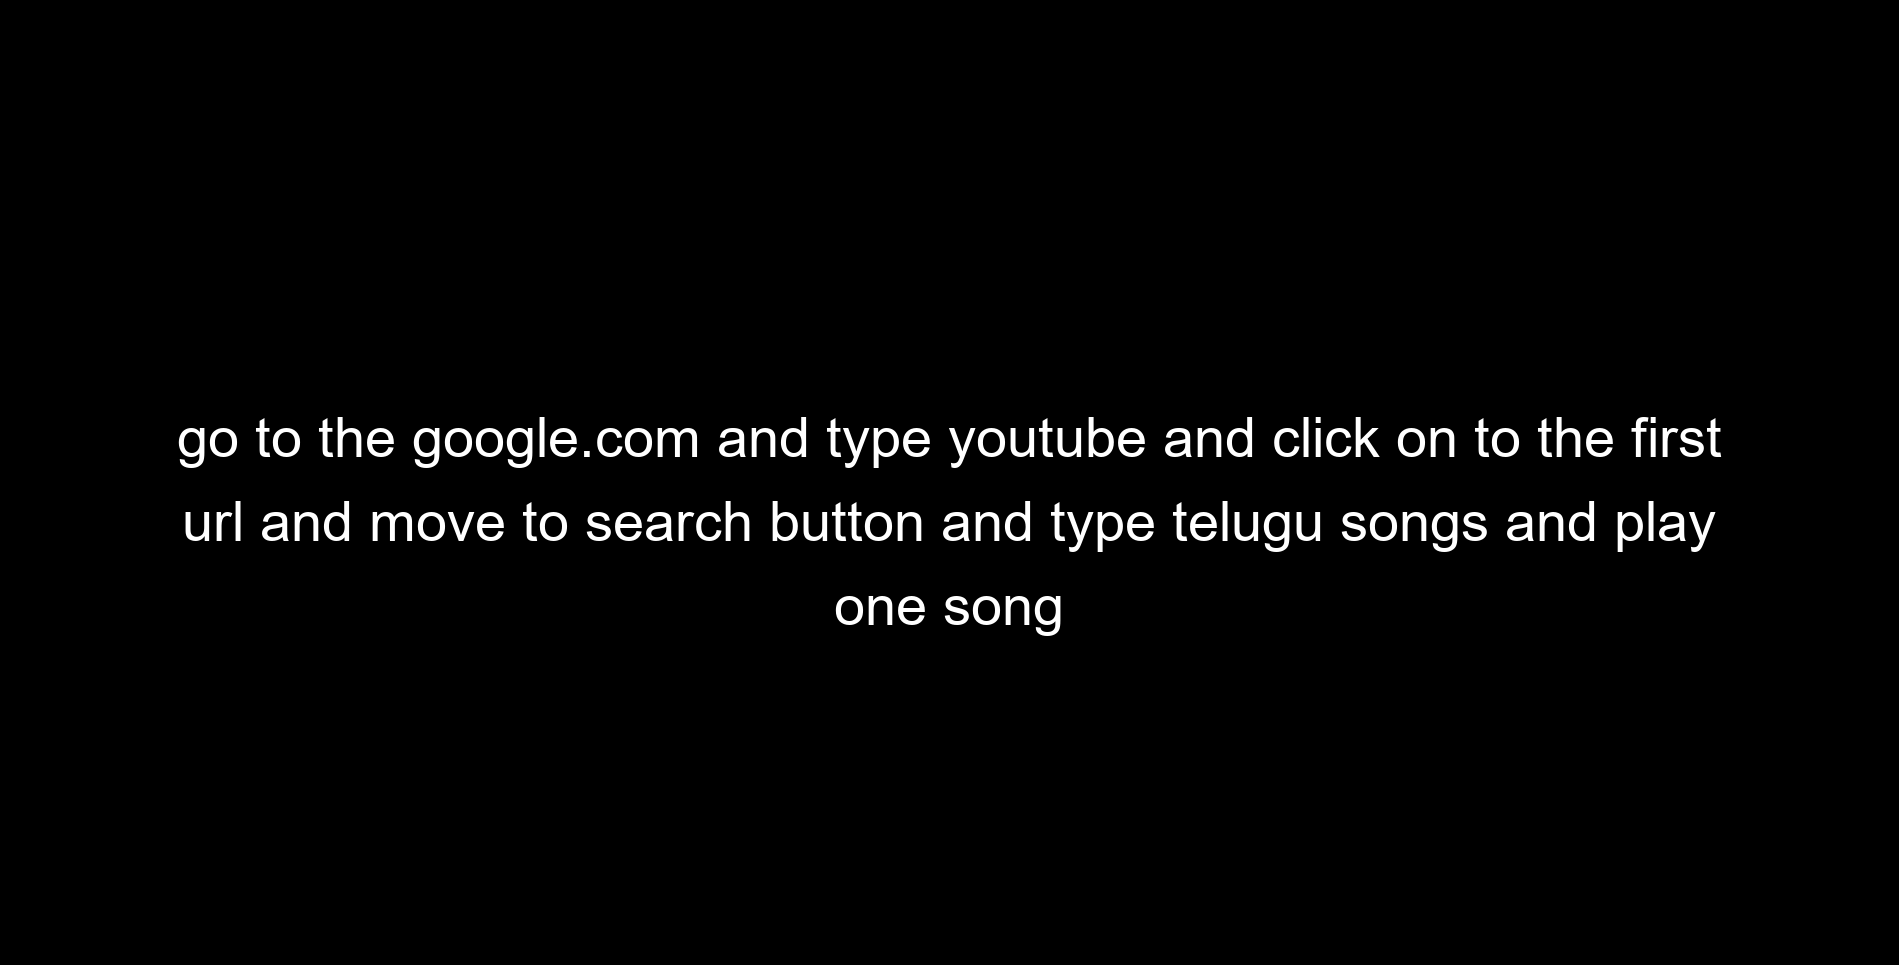 go to the google.com and type youtube and click on to the first
url and move to search button and type telugu songs and play
one song